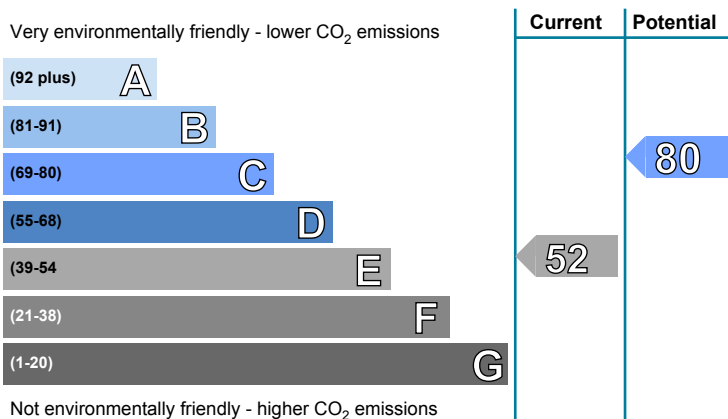 Current Potential
Very environmentally friendly - lower CO2 emissions
(92 plus) A
(81-91) B
(69-80) C
80
(55-68) D
(39-54 E
52
(21-38) F
(1-20) G
Not environmentally friendly - higher CO2 emissions